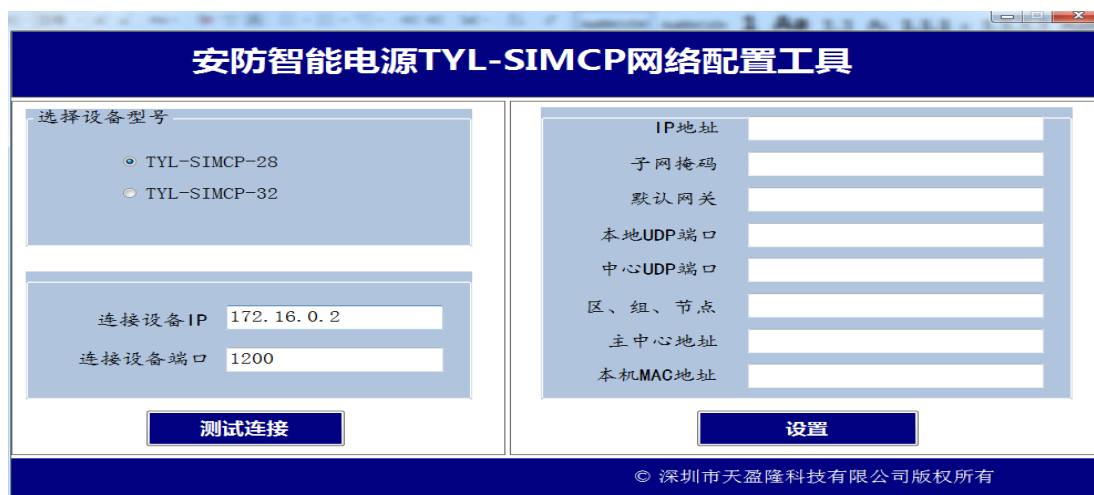 安防智能电源TYL-SIMCP网络配置工具
选择设备型号
TYL-SIMCP-28
TYL-SIMCP-32
连接设备IP 172.16.0.2
连接设备端口 1200
测试连接
IP地址
子网掩码
默认网关
本地UDP端口
中心UDP端口
区、组、节点
主中心地址
本机MAC地址
设置
© 深圳市天盈隆科技有限公司版权所有